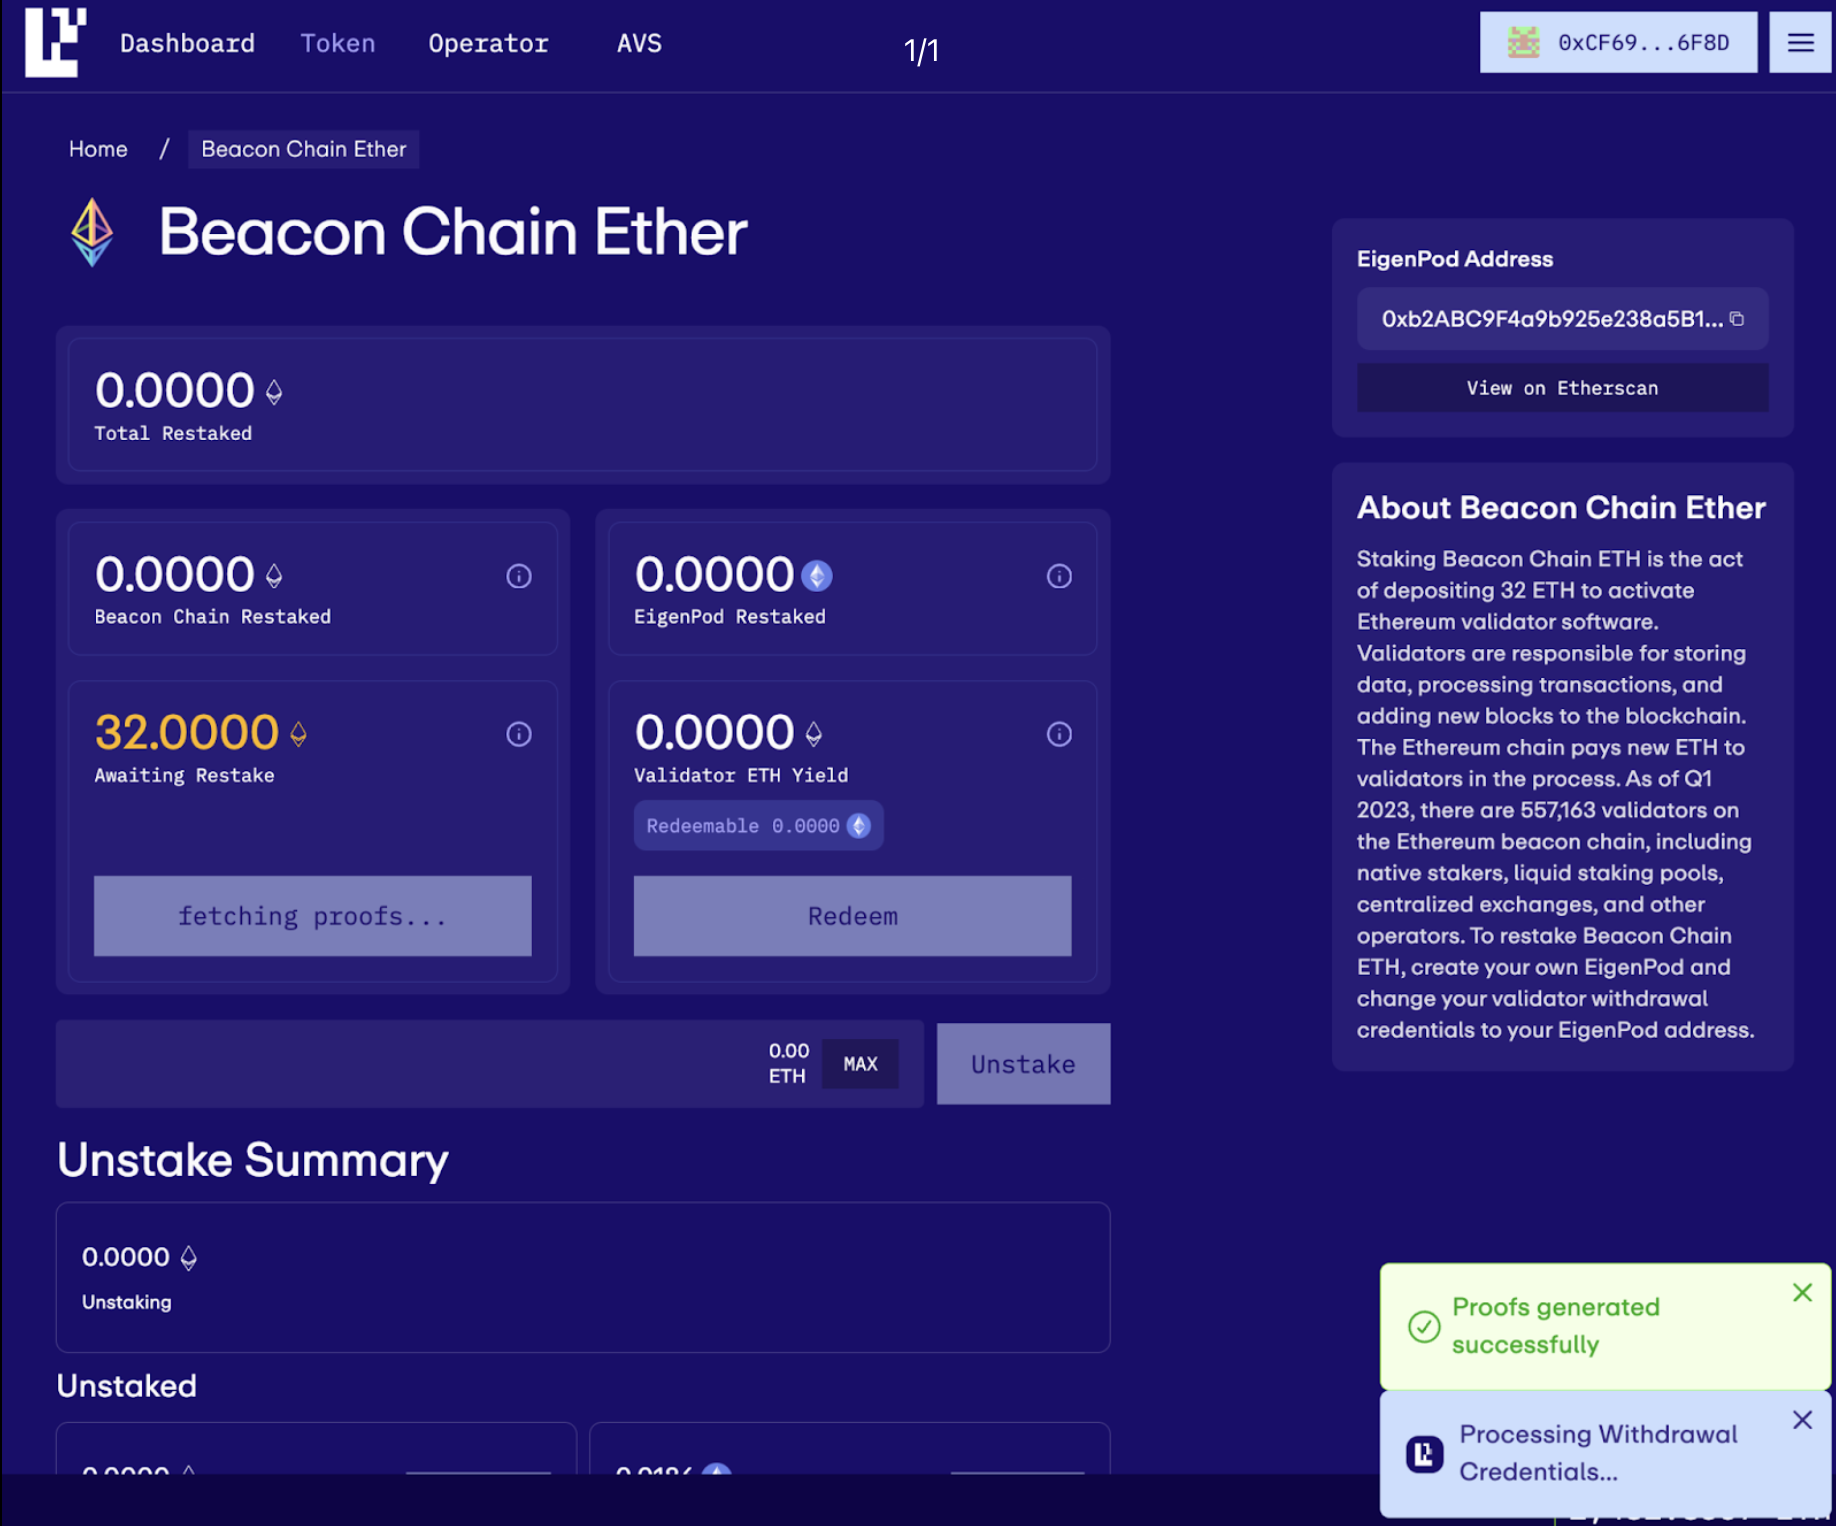 Dashboard Token Operator AVS 1/1 0xCF69...6F8D
Home / Beacon Chain Ether
Beacon Chain Ether
0.0000
Total Restaked
0.0000
Beacon Chain Restaked
0.0000
EigenPod Restaked
32.0000
Awaiting Restake
fetching proofs...
0.0000
Validator ETH Yield
Redeemable 0.0000
Redeem
0.00
ETH
MAX
Unstake
Unstake Summary
0.0000
Unstaking
Unstaked
EigenPod Address
0xb2ABC9F4a9b925e238a5B1...
View on Etherscan
About Beacon Chain Ether
Staking Beacon Chain ETH is the act
of depositing 32 ETH to activate
Ethereum validator software.
Validators are responsible for storing
data, processing transactions, and
adding new blocks to the blockchain.
The Ethereum chain pays new ETH to
validators in the process. As of Q1
2023, there are 557,163 validators on
the Ethereum beacon chain, including
native stakers, liquid staking pools,
centralized exchanges, and other
operators. To restake Beacon Chain
ETH, create your own EigenPod and
change your validator withdrawal
credentials to your EigenPod address.
Proofs generated
successfully
Processing Withdrawal
Credentials...